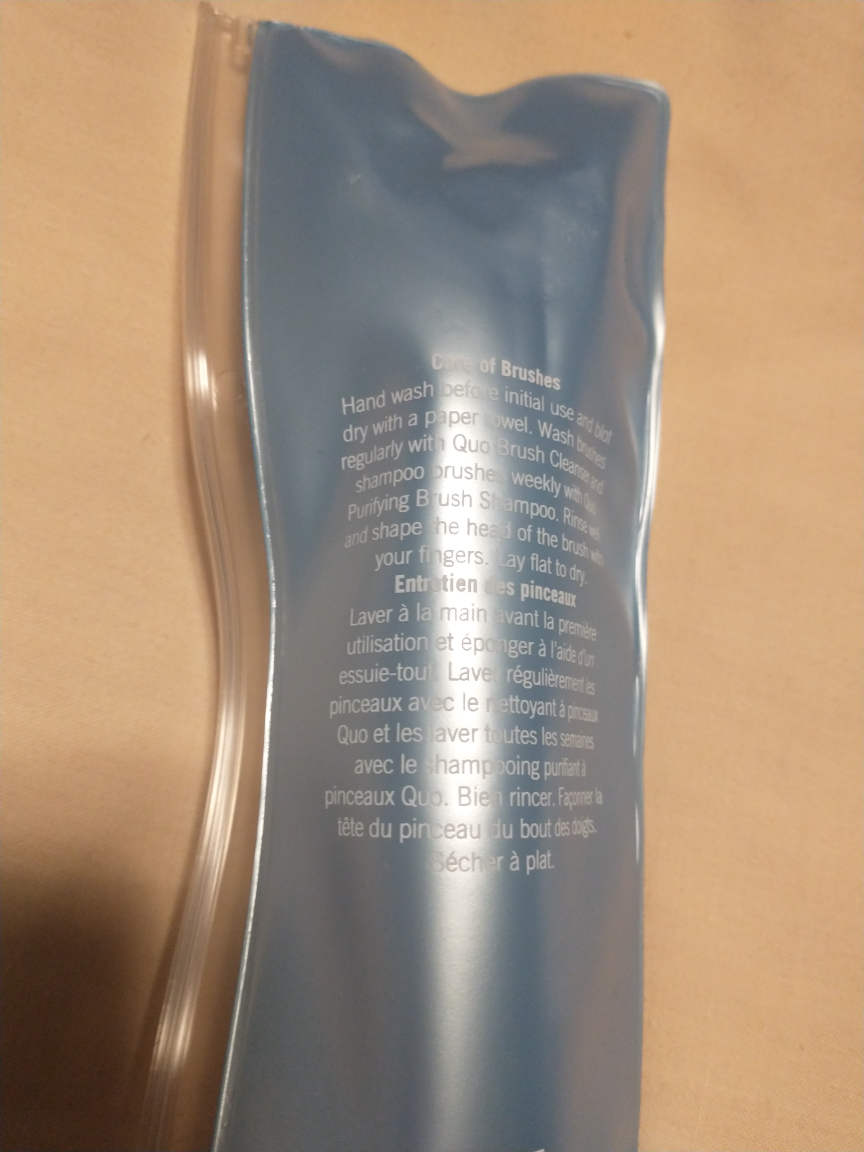 Care of Brushes
Hand wash before initial use and blot
dry with a paper towel. Wash brushes
regularly with Quo Brush Cleanser and
shampoo brushes weekly with Quo
Purifying Brush Shampoo. Rinse well
and shape the head of the brush with
your fingers. Lay flat to dry.
Entretien des pinceaux
Laver à la main avant la première
utilisation et éponger à l'aide d'un
essuie-tout. Laver régulièrement les
pinceaux avec le nettoyant à pinceaux
Quo et les laver toutes les semaines
avec le shampooing purifiant à
pinceaux Quo. Bien rincer. Façonner la
tête du pinceau du bout des doigts.
Sécher à plat.